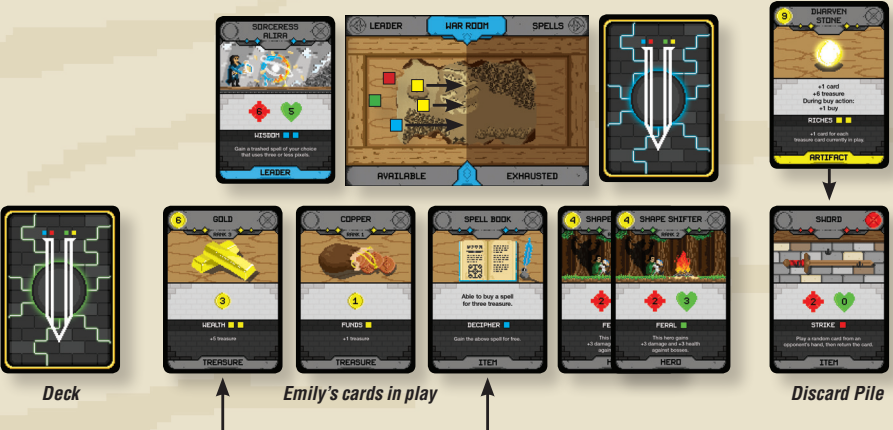 SORCERESS
ALIRA
6
5
WISDOM
Gain a trashed spell of your choice
that uses three or less pixels.
LEADER
LEADER
WAR ROOM
SPELLS
AVAILABLE
EXHAUSTED
9
DWARVEN
STONE
+1 card
+6 treasure
During buy action:
+1 buy
RICHES
+1 card for each
treasure card currently in play.
ARTIFACT
Deck
6
GOLD
RANK 3
3
WEALTH
+5 treasure
TREASURE
COPPER
RANK 1
1
FUNDS
+1 treasure
TREASURE
SPELL BOOK
Able to buy a spell
for three treasure.
DECIPHER
Gain the above spell for free.
ITEM
4
SHAPE
2
FE
This
+3 damag
again
H
4
SHAPE SHIFTER
RANK 2
2
3
FERAL
This hero gains
+3 damage and +3 health
against bosses.
HERO
SWORD
2
0
STRIKE
Play a random card from an
opponent's hand, then return the card.
ITEM
Emily's cards in play
Discard Pile